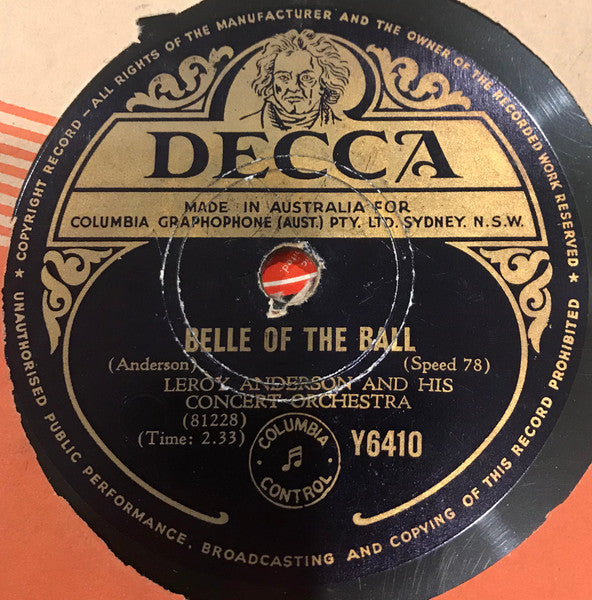 ★ COPYRIGHT RECORD — ALL RIGHTS OF THE MANUFACTURER AND THE OWNER OF THE RECORDED WORK RESERVED ★
DECCA
MADE IN AUSTRALIA FOR
COLUMBIA GRAPHOPHONE (AUST.) PTY. LTD. SYDNEY. N.S.W.
BELLE OF THE BALL
(Anderson) (Speed 78)
LEROY ANDERSON AND HIS
CONCERT ORCHESTRA
(81228)
(Time: 2.33)
COLUMBIA
CONTROL
Y6410
UNAUTHORISED PUBLIC PERFORMANCE, BROADCASTING AND COPYING OF THIS RECORD PROHIBITED